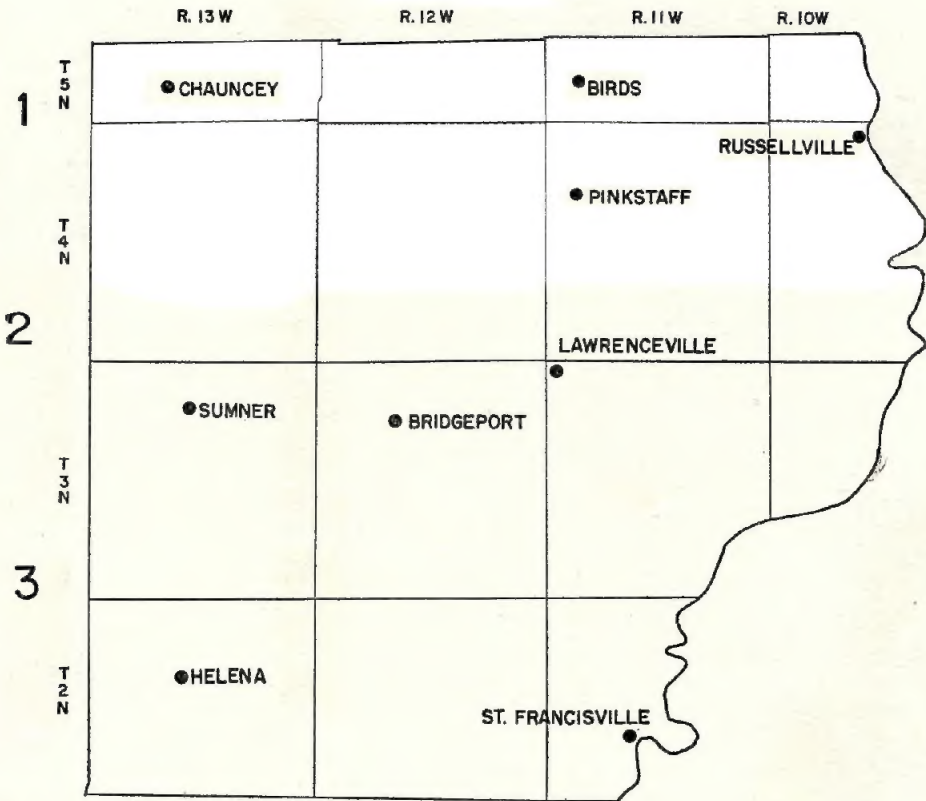 R. 13 W R. 12 W R. 11 W R. 10 W
T
5
N
1
CHAUNCEY
BIRDS
RUSSELLVILLE
PINKSTAFF
T
4
N
2
LAWRENCEVILLE
SUMNER
BRIDGEPORT
T
3
N
3
HELENA
T
2
N
ST. FRANCISVILLE